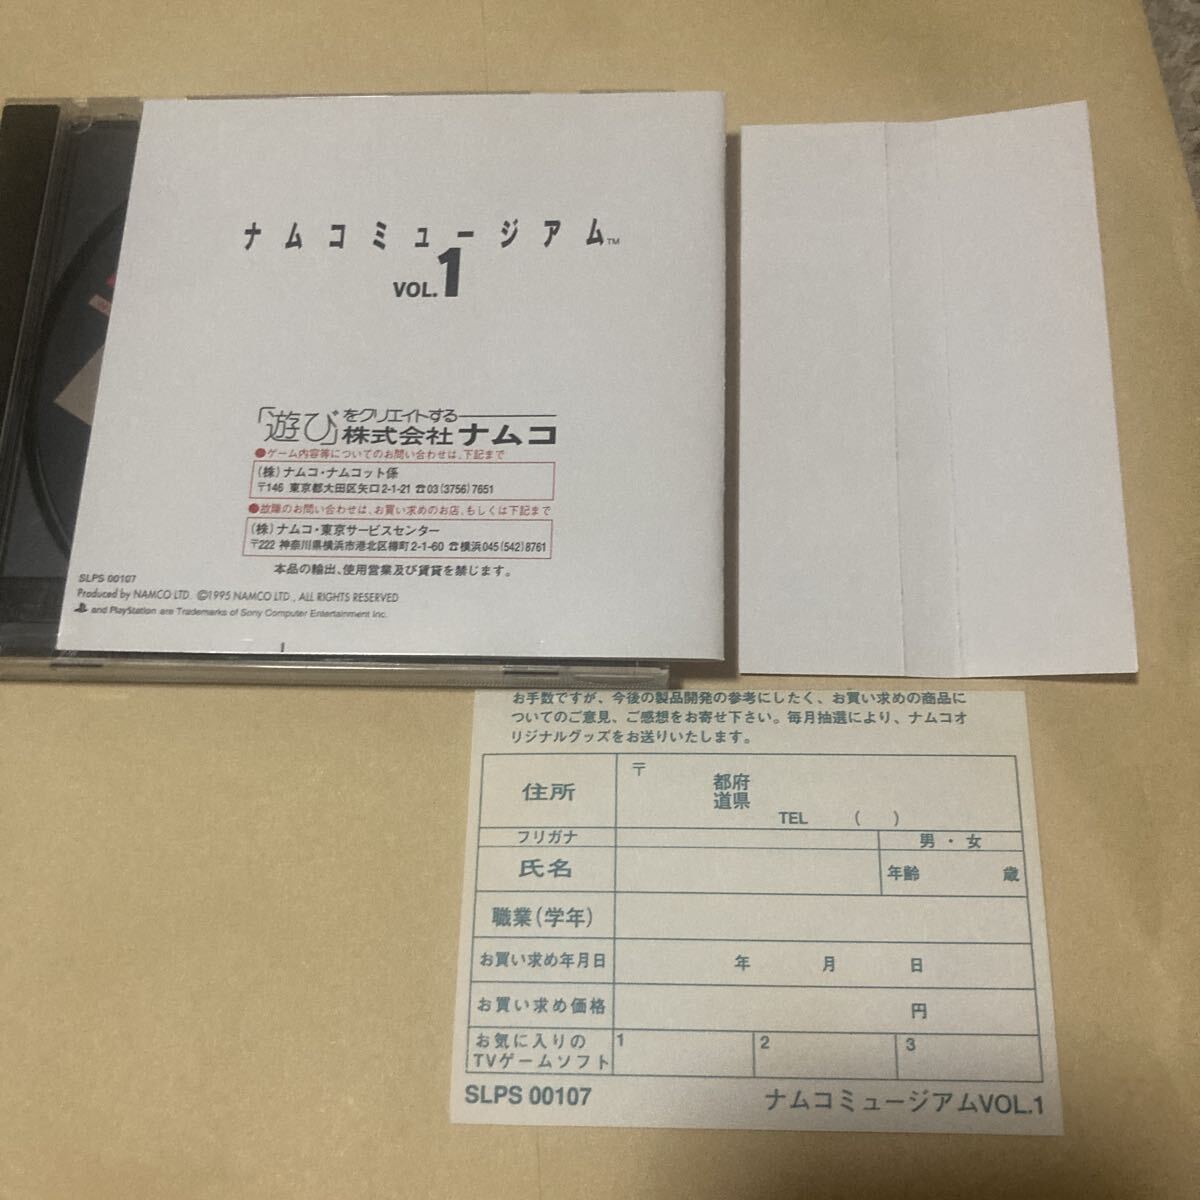 ナムコミュージアム™
VOL.1
「遊び」をクリエイトする
株式会社ナムコ
●ゲーム内容等についてのお問い合わせは、下記まで
(株)ナムコ・ナムコット係
〒146 東京都大田区矢口2-1-21 ☎03(3756)7651
●故障のお問い合わせは、お買い求めのお店、もしくは下記まで
(株)ナムコ・東京サービスセンター
〒222 神奈川県横浜市港北区樽町2-1-60 ☎横浜045(542)8761
本品の輸出、使用営業及び賃貸を禁じます。
SLPS 00107
Produced by NAMCO LTD. ©1995 NAMCO LTD., ALL RIGHTS RESERVED
and PlayStation are Trademarks of Sony Computer Entertainment Inc.
お手数ですが、今後の製品開発の参考にしたく、お買い求めの商品に
ついてのご意見、ご感想をお寄せ下さい。毎月抽選により、ナムコオ
リジナルグッズをお送りいたします。
住所 〒 都府
道県
TEL ( )
フリガナ 男・女
氏名 年齢 歳
職業(学年)
お買い求め年月日 年 月 日
お買い求め価格 円
お気に入りの 1 2 3
TVゲームソフト
SLPS 00107 ナムコミュージアムVOL.1